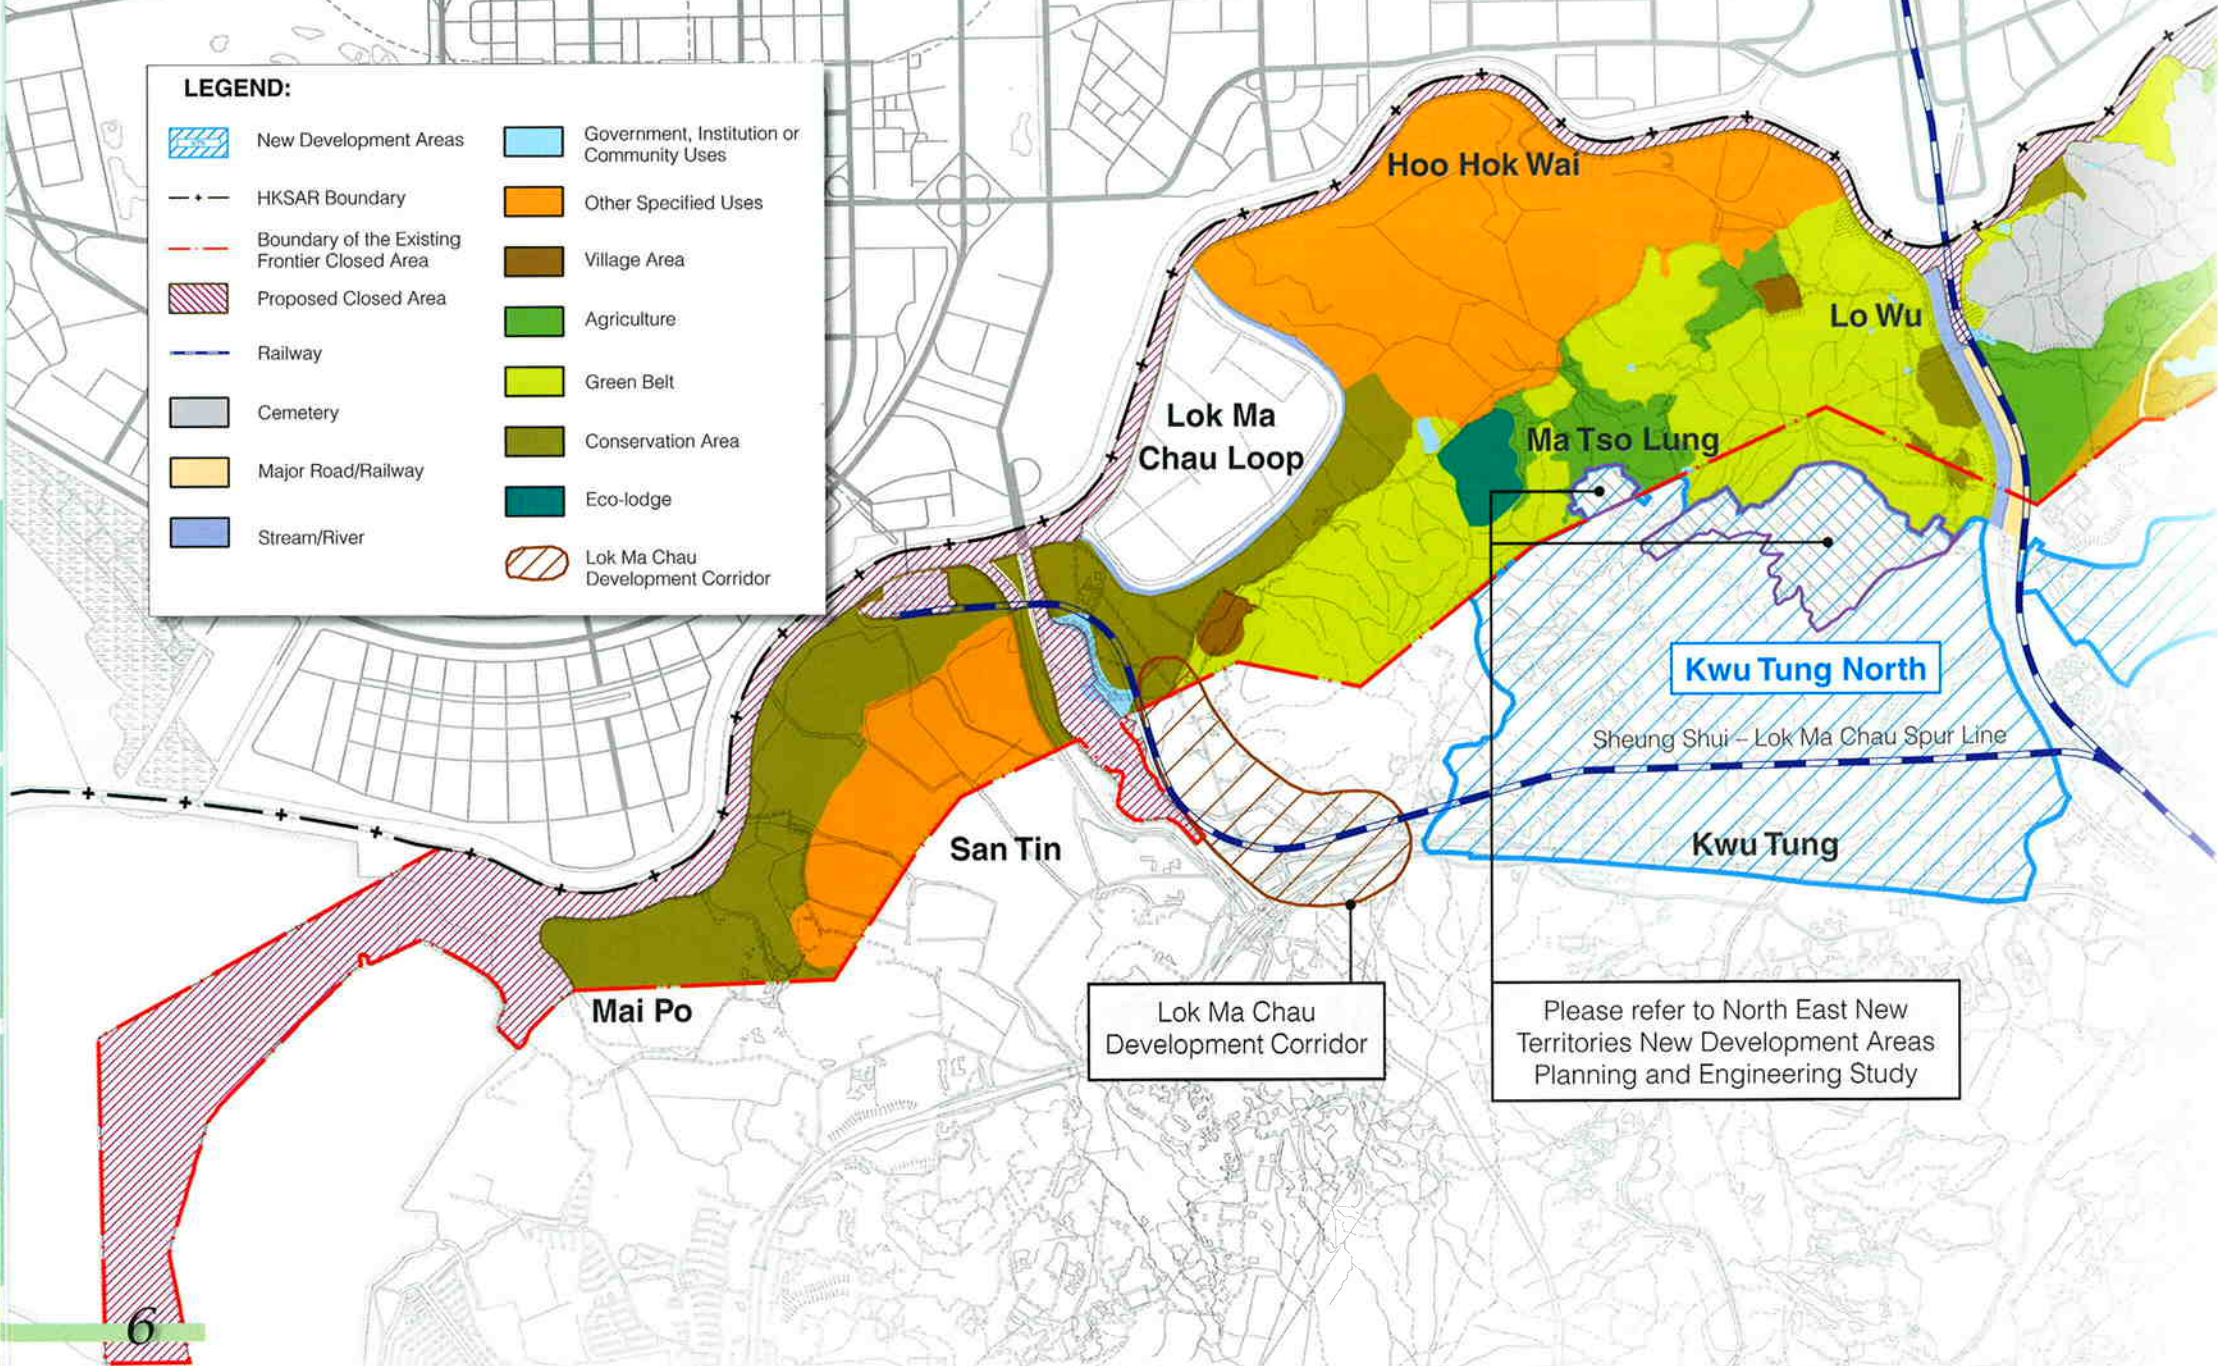 LEGEND:
New Development Areas
HKSAR Boundary
Boundary of the Existing
Frontier Closed Area
Proposed Closed Area
Railway
Cemetery
Major Road/Railway
Stream/River
Government, Institution or
Community Uses
Other Specified Uses
Village Area
Agriculture
Green Belt
Conservation Area
Eco-lodge
Lok Ma Chau
Development Corridor
Hoo Hok Wai
Lo Wu
Lok Ma
Chau Loop
Ma Tso Lung
Kwu Tung North
Sheung Shui – Lok Ma Chau Spur Line
Kwu Tung
San Tin
Mai Po
Lok Ma Chau
Development Corridor
Please refer to North East New
Territories New Development Areas
Planning and Engineering Study
6